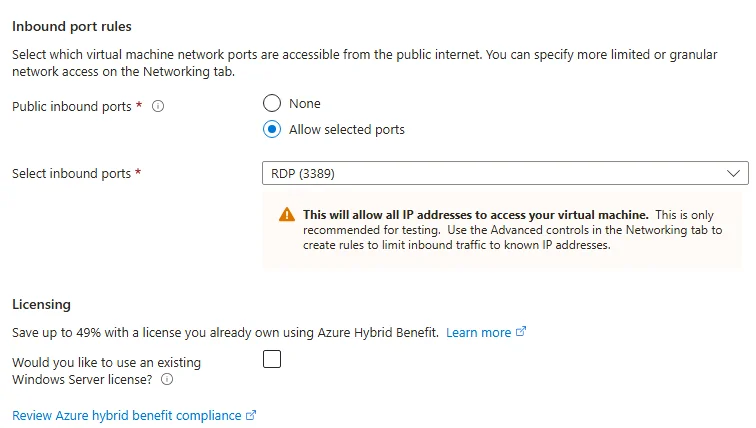 Inbound port rules
Select which virtual machine network ports are accessible from the public internet. You can specify more limited or granular
network access on the Networking tab.
Public inbound ports *
None
Allow selected ports
Select inbound ports *
RDP (3389)
This will allow all IP addresses to access your virtual machine. This is only
recommended for testing. Use the Advanced controls in the Networking tab to
create rules to limit inbound traffic to known IP addresses.
Licensing
Save up to 49% with a license you already own using Azure Hybrid Benefit. Learn more
Would you like to use an existing
Windows Server license?
Review Azure hybrid benefit compliance